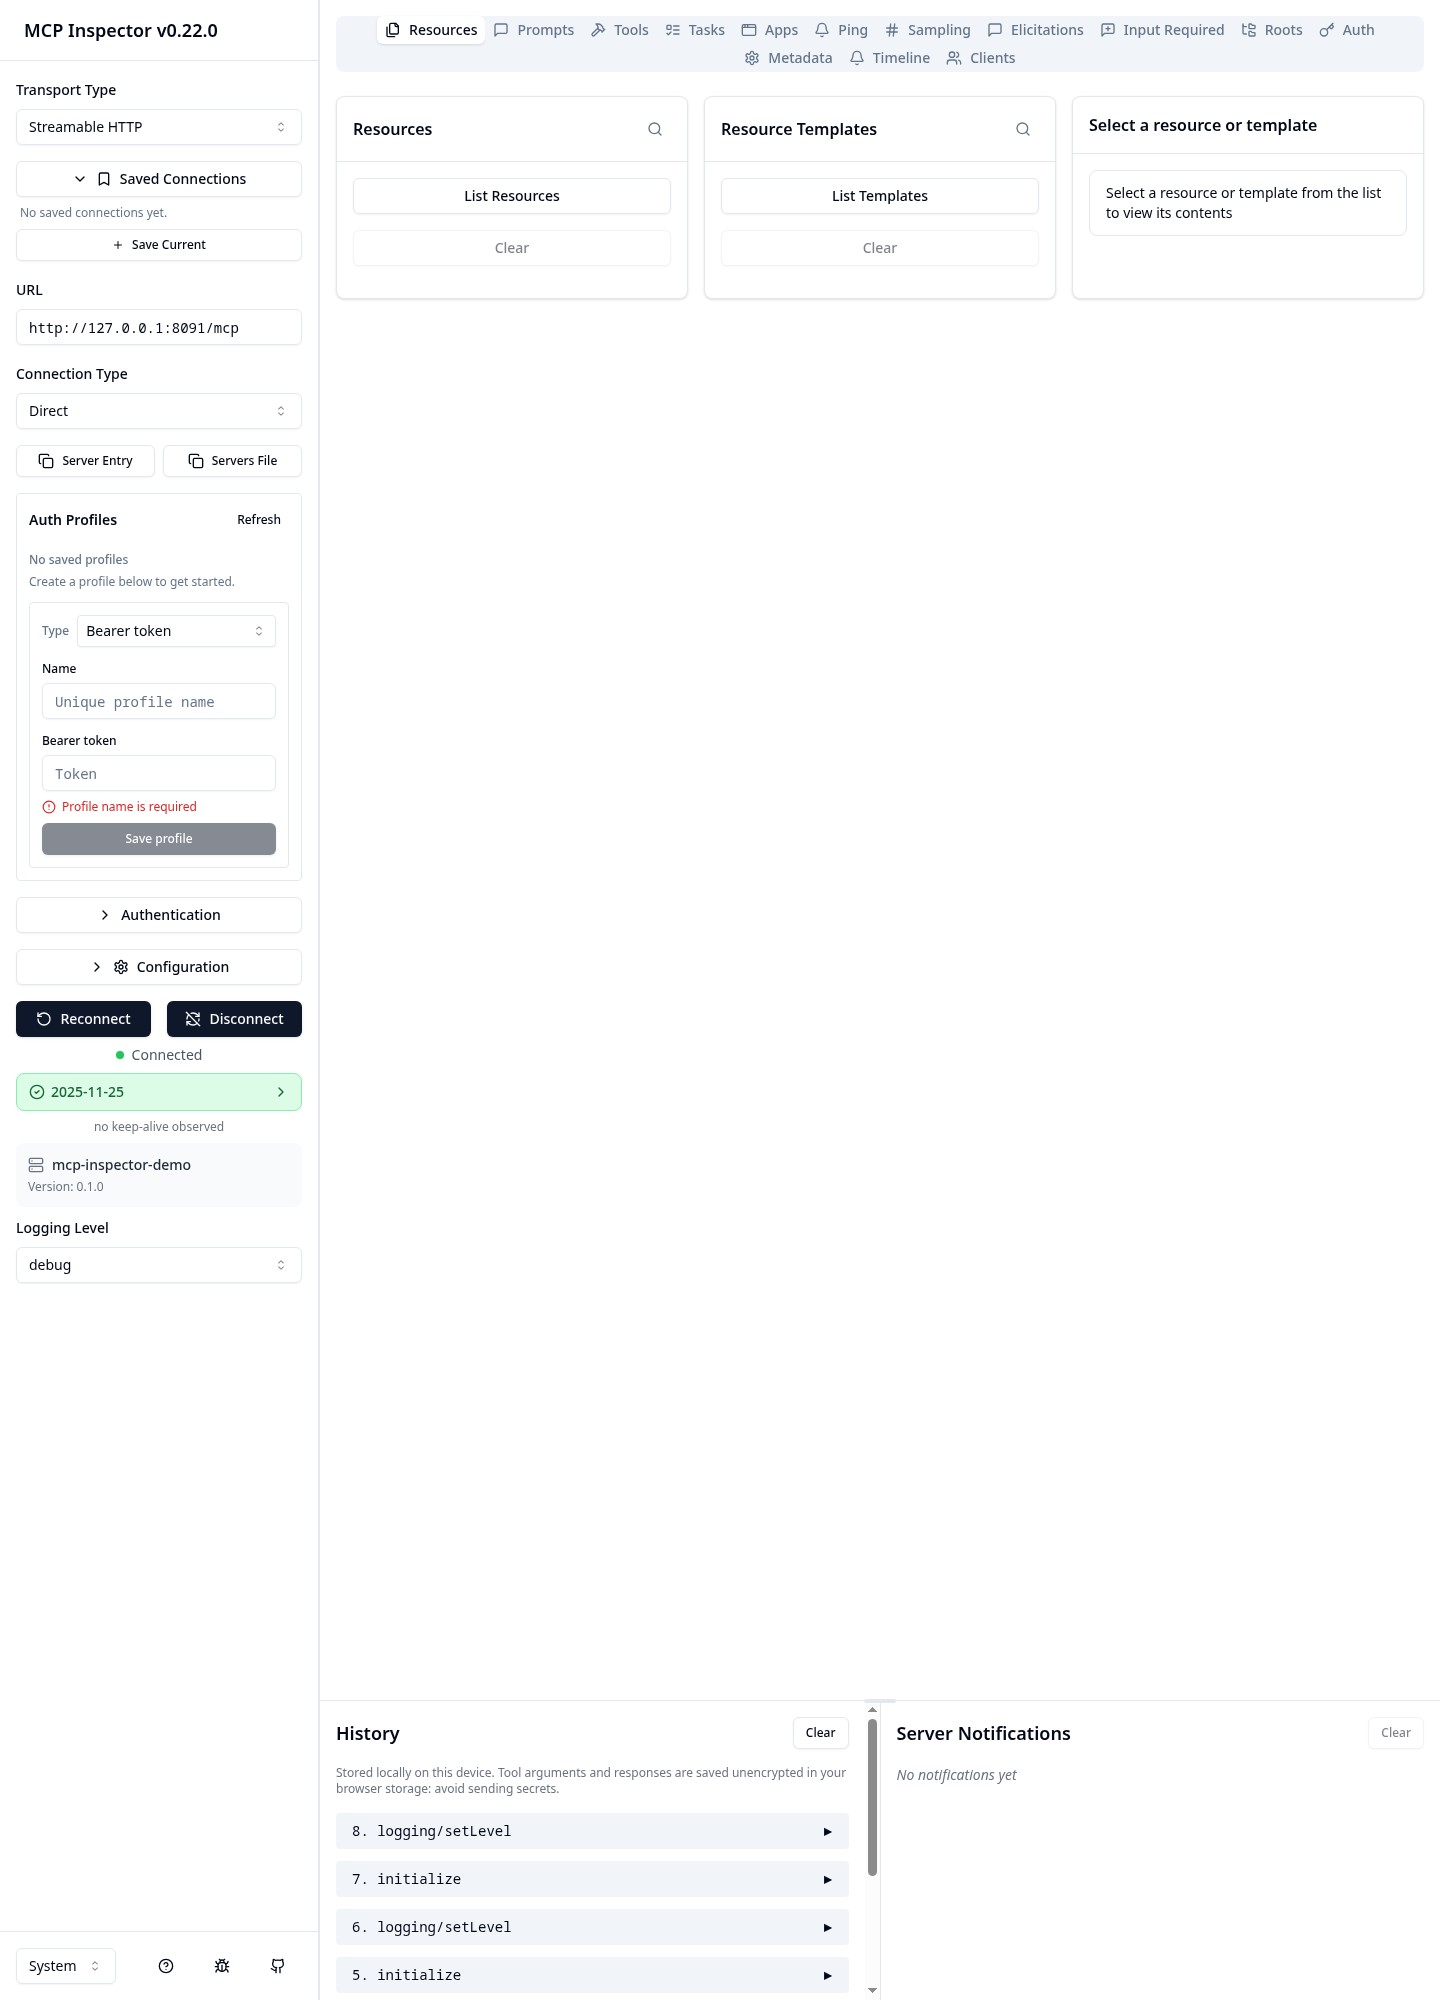 MCP Inspector v0.22.0
Transport Type
Streamable HTTP
Saved Connections
No saved connections yet.
Save Current
URL
http://127.0.0.1:8091/mcp
Connection Type
Direct
Server Entry
Servers File
Auth Profiles
Refresh
No saved profiles
Create a profile below to get started.
Type
Bearer token
Name
Unique profile name
Bearer token
Token
Profile name is required
Save profile
Authentication
Configuration
Reconnect
Disconnect
Connected
2025-11-25
no keep-alive observed
mcp-inspector-demo
Version: 0.1.0
Logging Level
debug
System
Resources
Prompts
Tools
Tasks
Apps
Ping
Sampling
Elicitations
Input Required
Roots
Auth
Metadata
Timeline
Clients
Resources
List Resources
Clear
Resource Templates
List Templates
Clear
Select a resource or template
Select a resource or template from the list
to view its contents
History
Clear
Stored locally on this device. Tool arguments and responses are saved unencrypted in your
browser storage: avoid sending secrets.
8. logging/setLevel
7. initialize
6. logging/setLevel
5. initialize
Server Notifications
Clear
No notifications yet